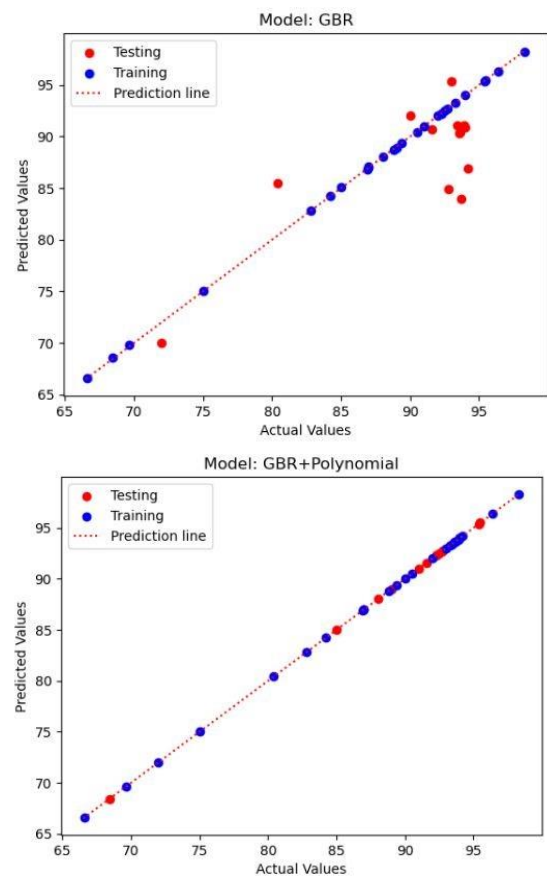 Model: GBR
Testing
Training
Prediction line
Predicted Values
95
90
85
80
75
70
65
65 70 75 80 85 90 95
Actual Values
Model: GBR+Polynomial
Testing
Training
Prediction line
Predicted Values
95
90
85
80
75
70
65
65 70 75 80 85 90 95
Actual Values